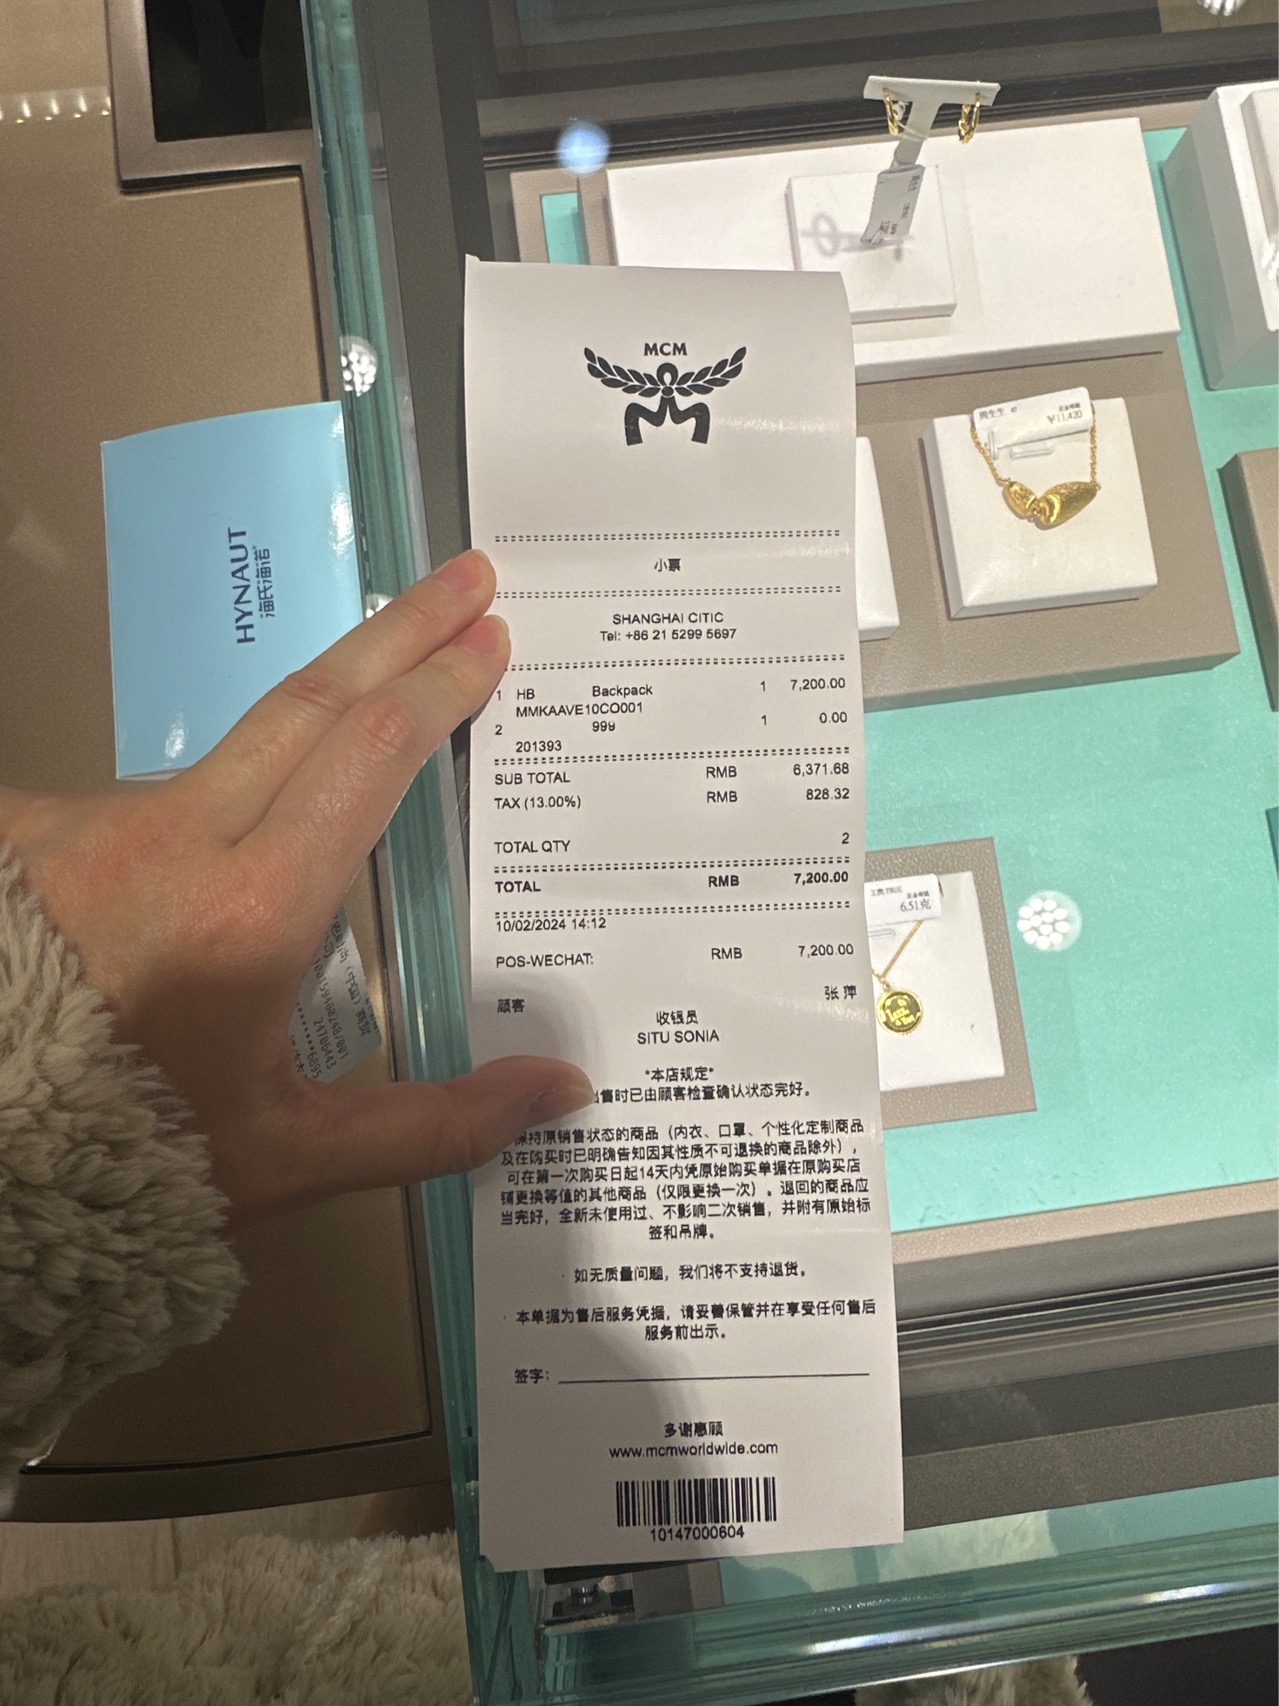 MCM
小票
SHANGHAI CITIC
Tel: +86 21 5299 5697
1 HB Backpack 1 7,200.00
MMKAAVE10CO001
2 999 1 0.00
201393
SUB TOTAL RMB 6,371.68
TAX (13.00%) RMB 828.32
TOTAL QTY 2
TOTAL RMB 7,200.00
10/02/2024 14:12
POS-WECHAT: RMB 7,200.00
顾客 张 萍
收银员
SITU SONIA
*本店规定*
售时已由顾客检查确认状态完好。
保持原销售状态的商品（内衣、口罩、个性化定制商品
及在购买时已明确告知因其性质不可退换的商品除外），
可在第一次购买日起14天内凭原始购买单据在原购买店
铺更换等值的其他商品（仅限更换一次）。退回的商品应
当完好，全新未使用过、不影响二次销售，并附有原始标
签和吊牌。
· 如无质量问题，我们将不支持退货。
· 本单据为售后服务凭据，请妥善保管并在享受任何售后
服务前出示。
签字：
多谢惠顾
www.mcmworldwide.com
10147000604
HYNAUT
海氏海诺
¥11,420
6.51克
24706443